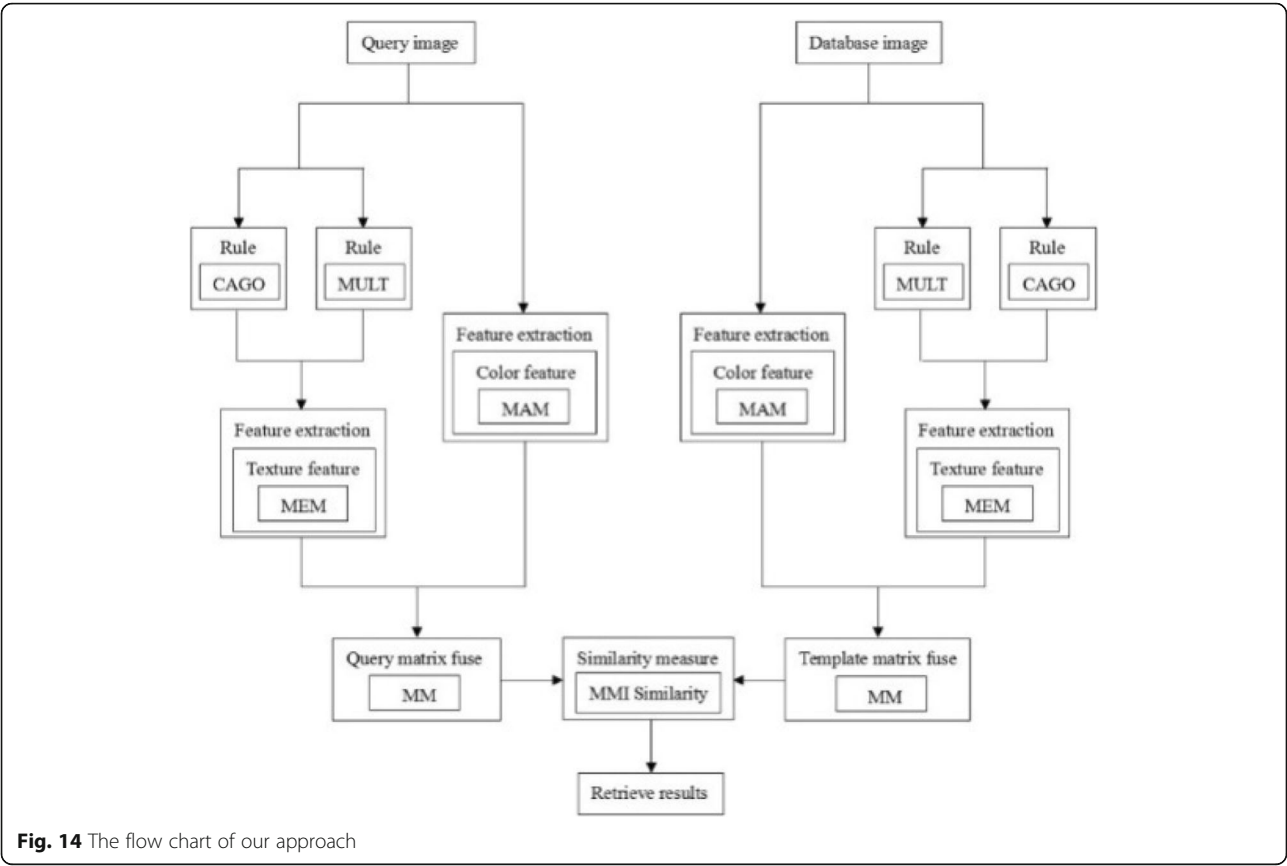 Query image
Database image
Rule
CAGO
Rule
MULT
Rule
MULT
Rule
CAGO
Feature extraction
Color feature
MAM
Feature extraction
Color feature
MAM
Feature extraction
Texture feature
MEM
Feature extraction
Texture feature
MEM
Query matrix fuse
MM
Similarity measure
MMI Similarity
Template matrix fuse
MM
Retrieve results
Fig. 14 The flow chart of our approach